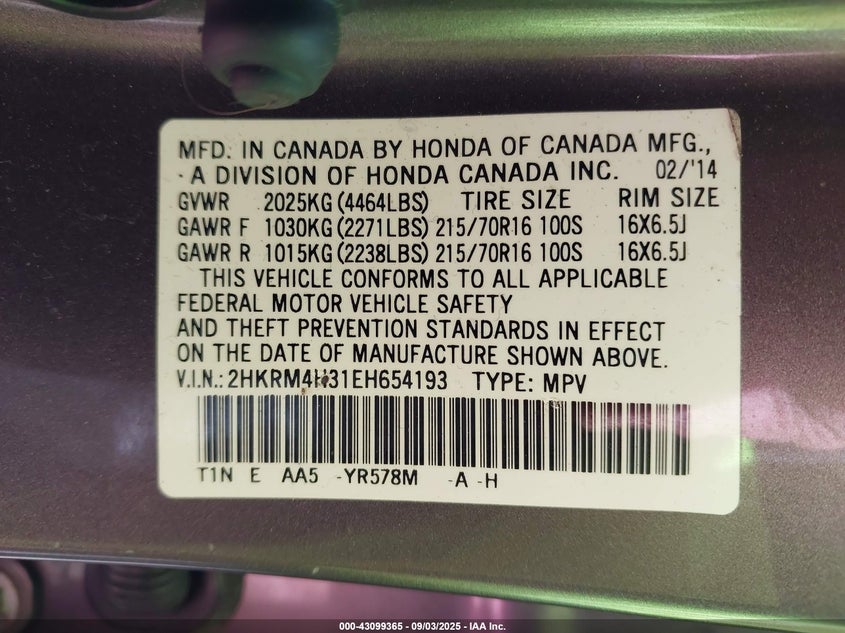 MFD. IN CANADA BY HONDA OF CANADA MFG.,
A DIVISION OF HONDA CANADA INC. 02/'14
GVWR 2025KG (4464LBS) TIRE SIZE RIM SIZE
GAWR F 1030KG (2271LBS) 215/70R16 100S 16X6.5J
GAWR R 1015KG (2238LBS) 215/70R16 100S 16X6.5J
THIS VEHICLE CONFORMS TO ALL APPLICABLE
FEDERAL MOTOR VEHICLE SAFETY
AND THEFT PREVENTION STANDARDS IN EFFECT
ON THE DATE OF MANUFACTURE SHOWN ABOVE.
V.I.N.: 2HKRM4H31EH654193 TYPE: MPV
T1N E AA5 -YR578M -A -H
000-43099365 - 09/03/2025 - IAA Inc.